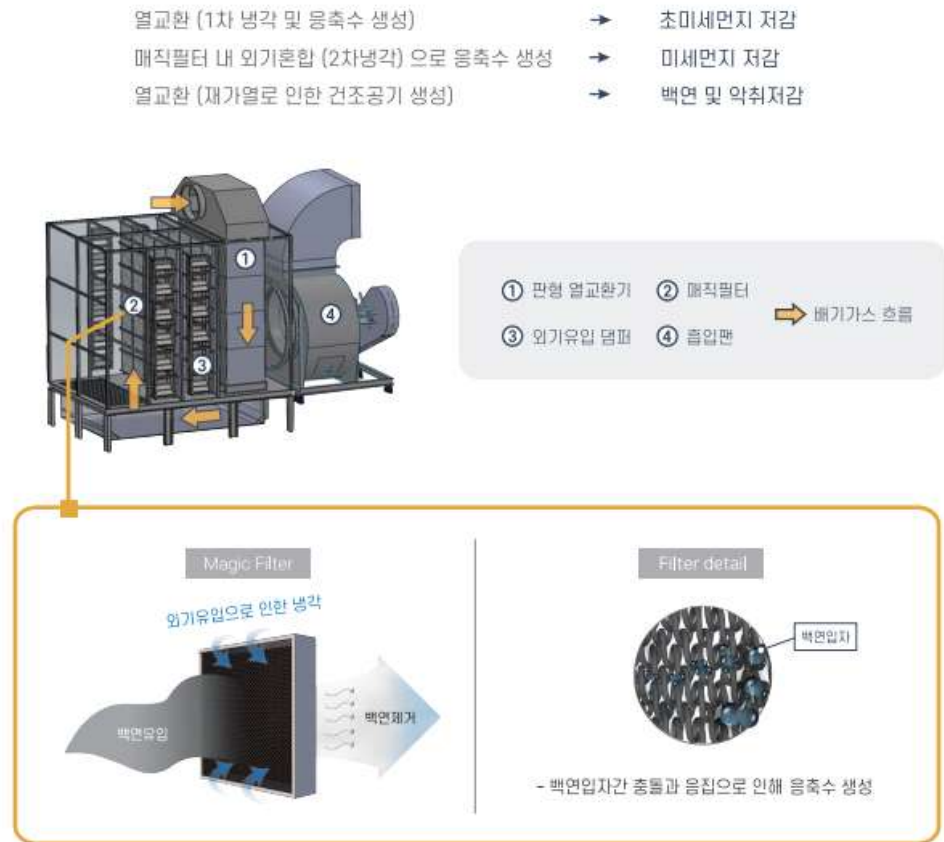 열교환 (1차 냉각 및 응축수 생성) → 초미세먼지 저감
매직필터 내 외기혼합 (2차냉각) 으로 응축수 생성 → 미세먼지 저감
열교환 (재가열로 인한 건조공기 생성) → 백연 및 악취저감
①
②
③
④
① 판형 열교환기 ② 매직필터
배기가스 흐름
③ 외기유입 댐퍼 ④ 흡입팬
Magic Filter
Filter detail
외기유입으로 인한 냉각
백연입자
백연유입
백연제거
- 백연입자간 충돌과 응집으로 인해 응축수 생성